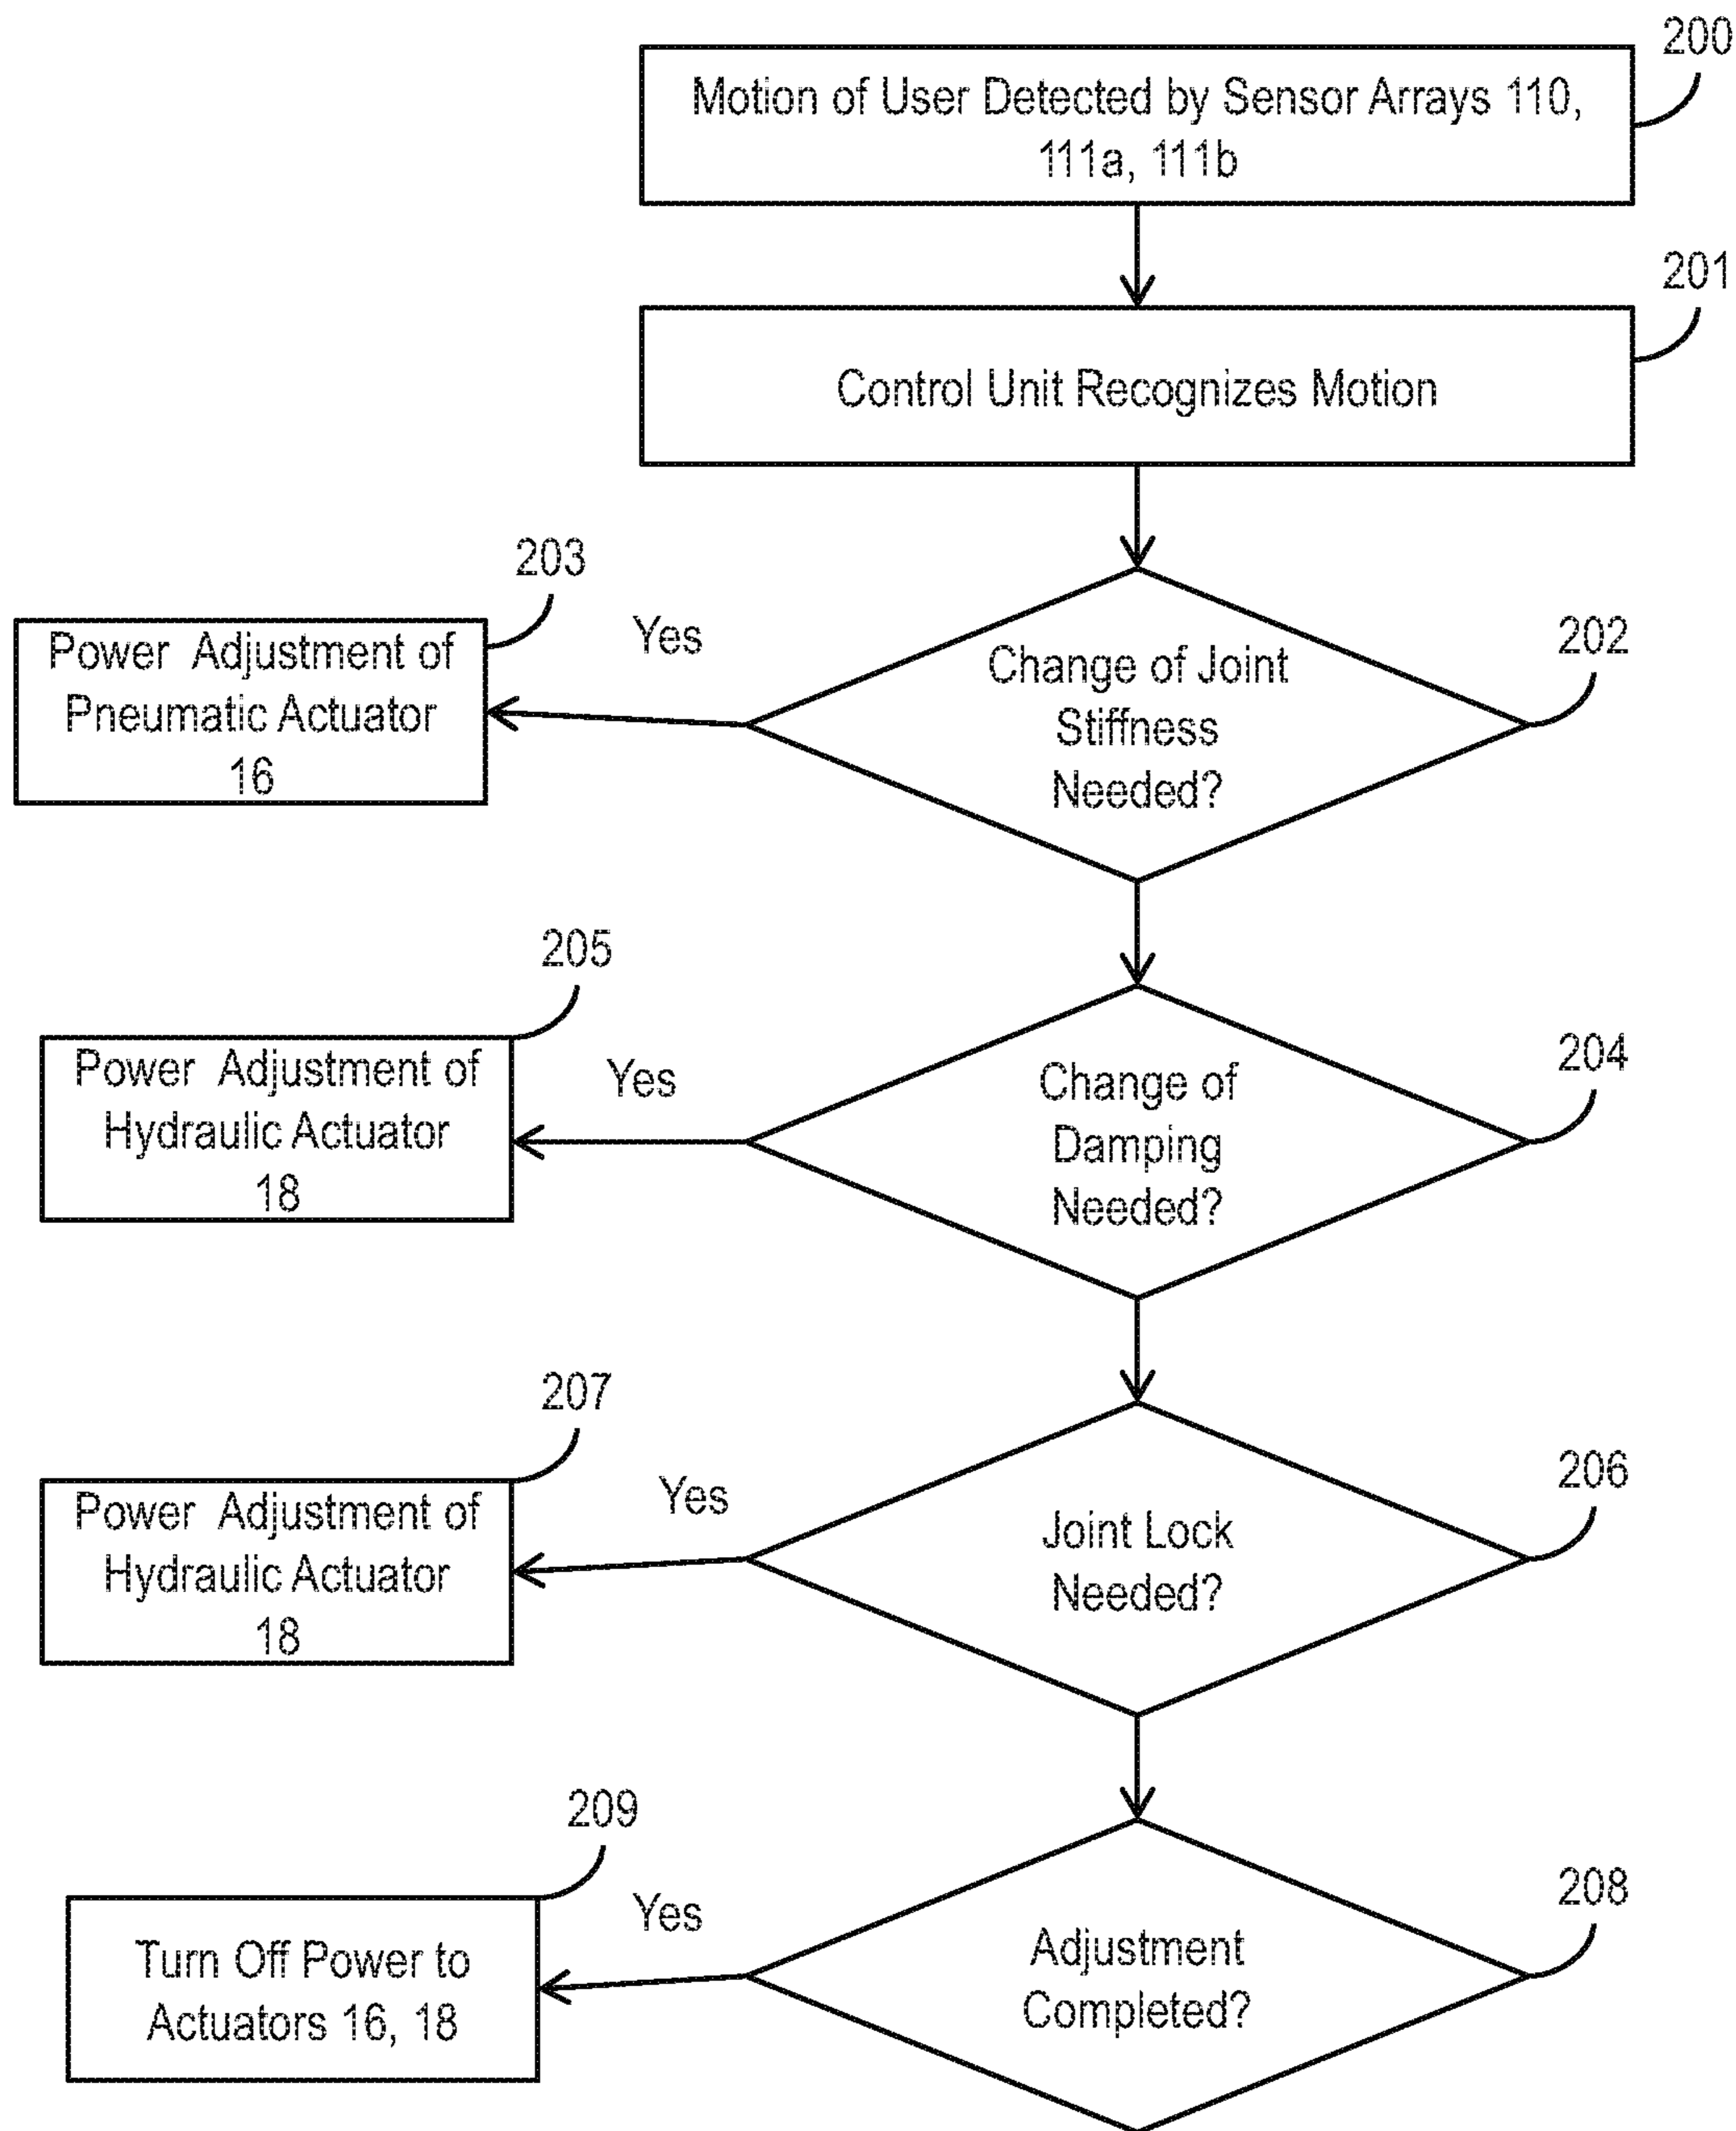 200
Motion of User Detected by Sensor Arrays 110,
111a, 111b
201
Control Unit Recognizes Motion
203
Power Adjustment of
Pneumatic Actuator
16
Yes
202
Change of Joint
Stiffness
Needed?
205
Power Adjustment of
Hydraulic Actuator
18
Yes
204
Change of
Damping
Needed?
207
Power Adjustment of
Hydraulic Actuator
18
Yes
206
Joint Lock
Needed?
209
Turn Off Power to
Actuators 16, 18
Yes
208
Adjustment
Completed?